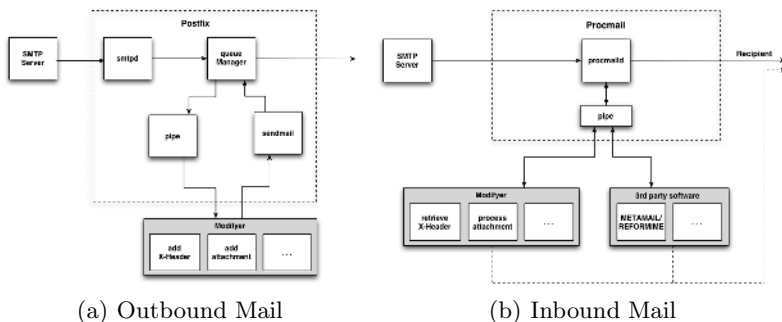 Postfix
SMTP
Server
smtpd
queue
Manager
pipe
sendmail
Modifyer
add
X-Header
add
attachment
...
(a) Outbound Mail
Procmail
SMTP
Server
procmaild
Recipient
pipe
Modifyer
retrieve
X-Header
process
attachment
...
3rd party software
METAMAIL/
REFORMIME
...
(b) Inbound Mail